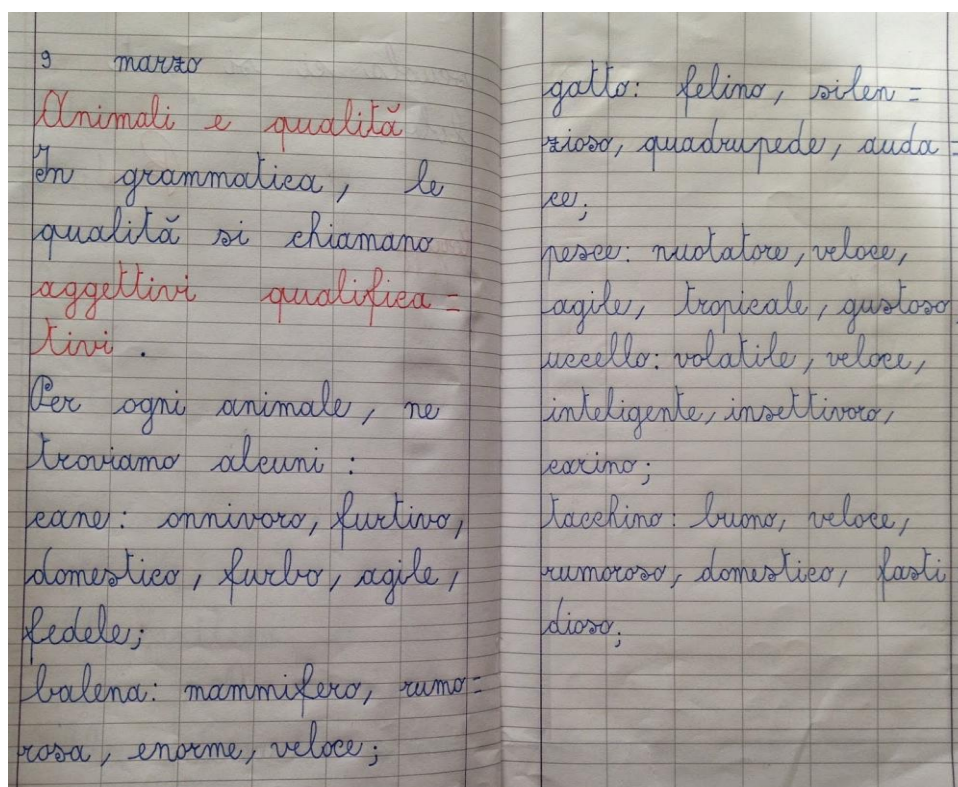 9 marzo
Animali e qualità
In grammatica, le
qualità si chiamano
aggettivi qualifica=
tivi.
Per ogni animale, ne
troviamo alcuni :
cane: onnivoro, furtivo,
domestico, furbo, agile,
fedele;
balena: mammifero, rumo=
rosa, enorme, veloce;
gatto: felino, silen=
zioso, quadrupede, auda=
ce;
pesce: nuotatore, veloce,
agile, tropicale, gustoso.
uccello: volatile, veloce,
inteligente, insettivoro,
carino;
tacchino: buono, veloce,
rumoroso, domestico, fasti
dioso;